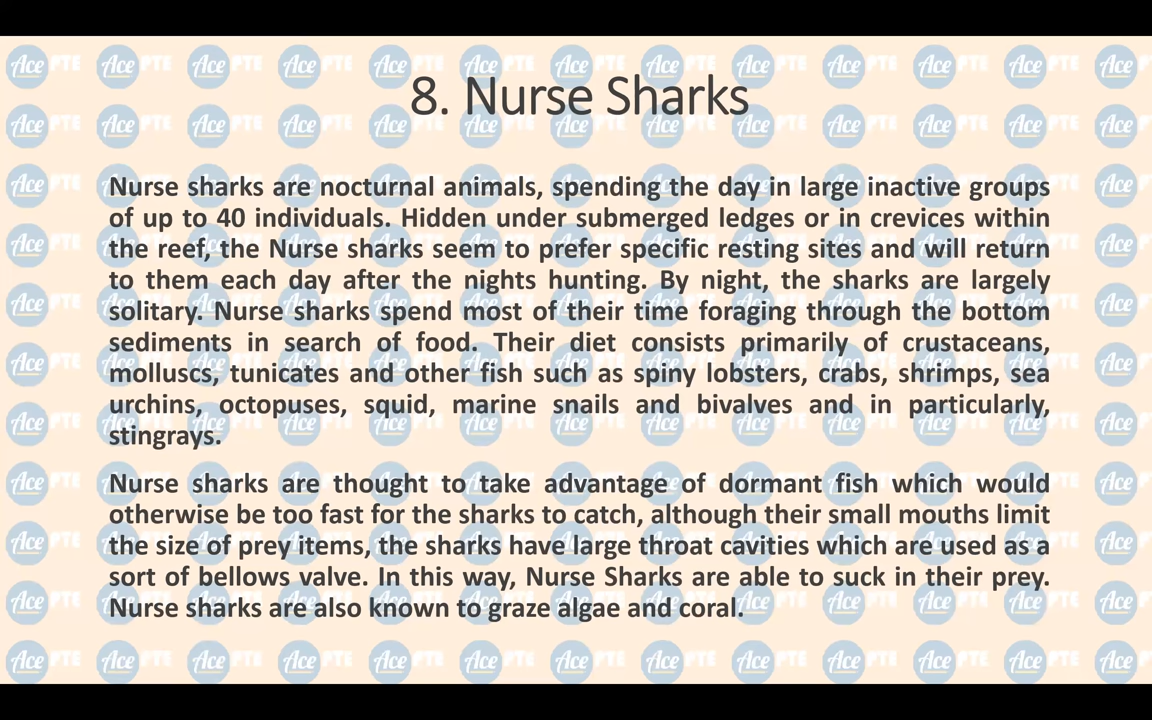 8. Nurse Sharks
Nurse sharks are nocturnal animals, spending the day in large inactive groups
of up to 40 individuals. Hidden under submerged ledges or in crevices within
the reef, the Nurse sharks seem to prefer specific resting sites and will return
to them each day after the nights hunting. By night, the sharks are largely
solitary. Nurse sharks spend most of their time foraging through the bottom
sediments in search of food. Their diet consists primarily of crustaceans,
molluscs, tunicates and other fish such as spiny lobsters, crabs, shrimps, sea
urchins, octopuses, squid, marine snails and bivalves and in particularly,
stingrays.
Nurse sharks are thought to take advantage of dormant fish which would
otherwise be too fast for the sharks to catch, although their small mouths limit
the size of prey items, the sharks have large throat cavities which are used as a
sort of bellows valve. In this way, Nurse Sharks are able to suck in their prey.
Nurse sharks are also known to graze algae and coral.